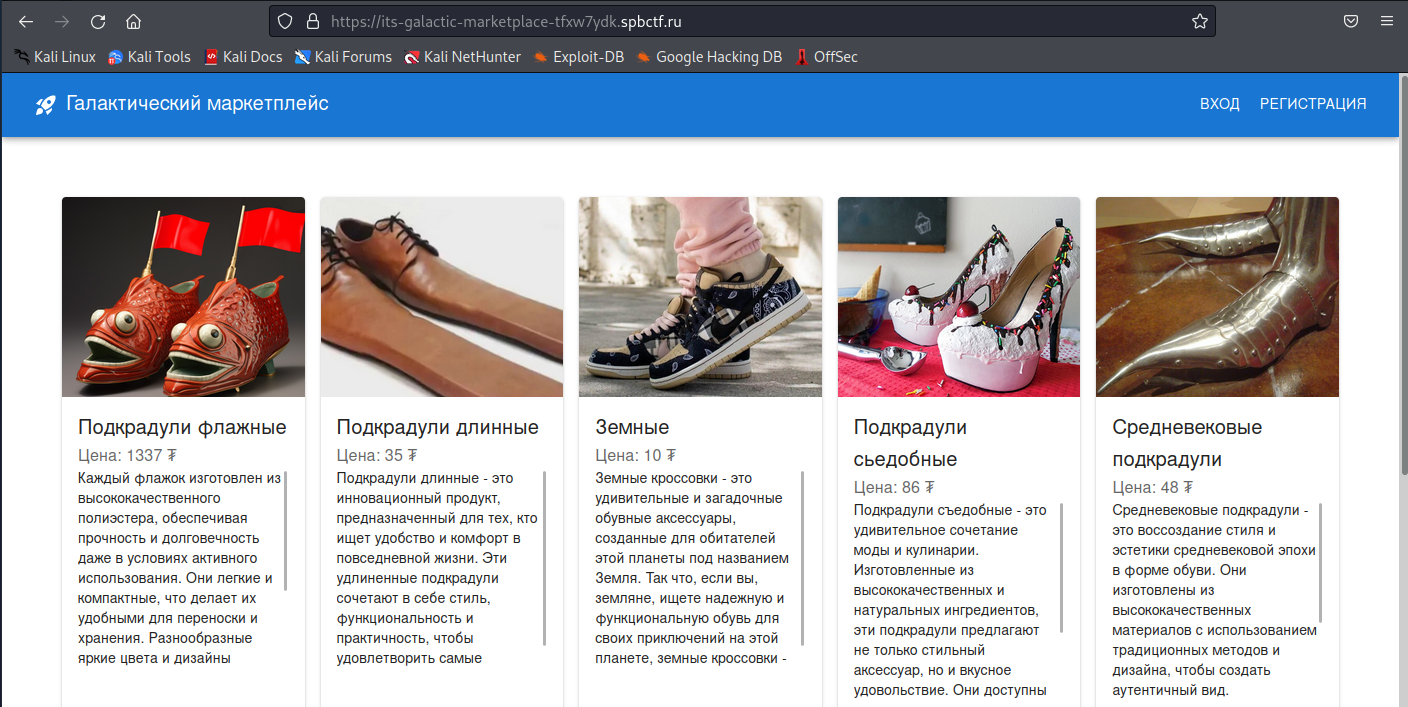 https://its-galactic-marketplace-tfxw7ydk.spbctf.ru
Kali Linux Kali Tools Kali Docs Kali Forums Kali NetHunter Exploit-DB Google Hacking DB OffSec
Галактический маркетплейс
ВХОД РЕГИСТРАЦИЯ
Подкрадули флажные
Цена: 1337 ₮
Каждый флажок изготовлен из
высококачественного
полиэстера, обеспечивая
прочность и долговечность
даже в условиях активного
использования. Они легкие и
компактные, что делает их
удобными для переноски и
хранения. Разнообразные
яркие цвета и дизайны
Подкрадули длинные
Цена: 35 ₮
Подкрадули длинные - это
инновационный продукт,
предназначенный для тех, кто
ищет удобство и комфорт в
повседневной жизни. Эти
удлиненные подкрадули
сочетают в себе стиль,
функциональность и
практичность, чтобы
удовлетворить самые
Земные
Цена: 10 ₮
Земные кроссовки - это
удивительные и загадочные
обувные аксессуары,
созданные для обитателей
этой планеты под названием
Земля. Так что, если вы,
земляне, ищете надежную и
функциональную обувь для
своих приключений на этой
планете, земные кроссовки -
Подкрадули
сьедобные
Цена: 86 ₮
Подкрадули съедобные - это
удивительное сочетание
моды и кулинарии.
Изготовленные из
высококачественных и
натуральных ингредиентов,
эти подкрадули предлагают
не только стильный
аксессуар, но и вкусное
удовольствие. Они доступны
Средневековые
подкрадули
Цена: 48 ₮
Средневековые подкрадули -
это воссоздание стиля и
эстетики средневековой эпохи
в форме обуви. Они
изготовлены из
высококачественных
материалов с использованием
традиционных методов и
дизайна, чтобы создать
аутентичный вид.